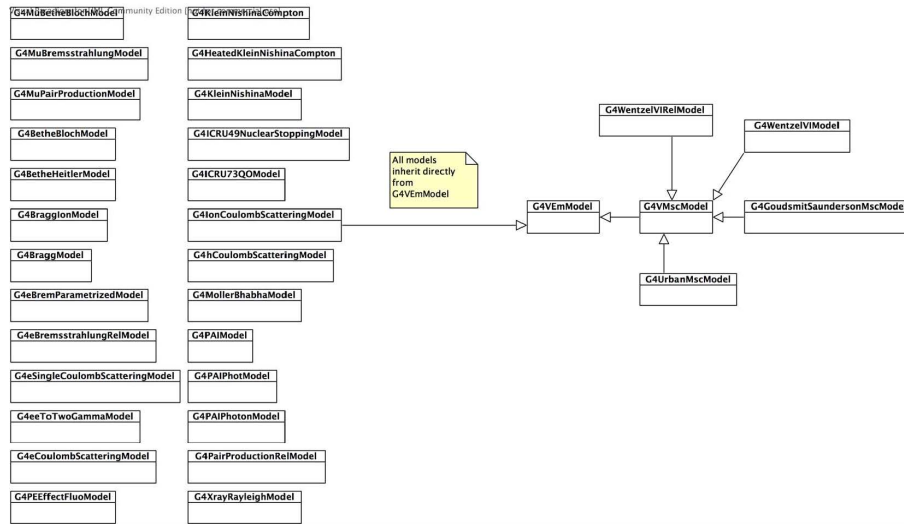 G4MuBetheBlochModel
Community Edition
G4KleinNishinaCompton
G4MuBremsstrahlungModel
G4HeatedKleinNishinaCompton
G4MuPairProductionModel
G4KleinNishinaModel
G4WentzelVIRelModel
G4BetheBlochModel
G4ICRU49NuclearStoppingModel
G4WentzelVIModel
All models
inherit directly
from
G4VEmModel
G4BetheHeitlerModel
G4ICRU73QOModel
G4BraggIonModel
G4IonCoulombScatteringModel
G4VEmModel
G4VMscModel
G4GoudsmitSaundersonMscMode
G4BraggModel
G4hCoulombScatteringModel
G4UrbanMscModel
G4eBremParametrizedModel
G4MollerBhabhaModel
G4eBremsstrahlungRelModel
G4PAIModel
G4eSingleCoulombScatteringModel
G4PAIPhotModel
G4eeToTwoGammaModel
G4PAIPhotonModel
G4eCoulombScatteringModel
G4PairProductionRelModel
G4PEEffectFluoModel
G4XrayRayleighModel